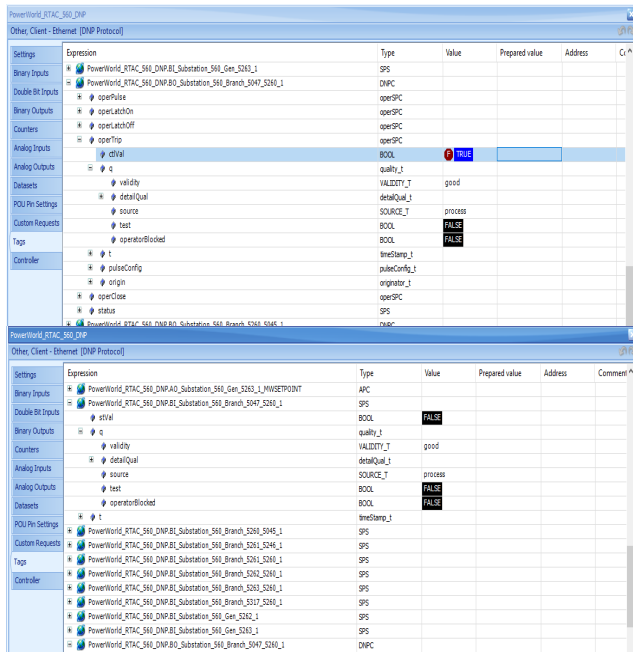 PowerWorld_RTAC_560_DNP
Other, Client - Ethernet [DNP Protocol]
Settings
Binary Inputs
Double Bit Inputs
Binary Outputs
Counters
Analog Inputs
Analog Outputs
Datasets
POU Pin Settings
Custom Requests
Tags
Controller
Expression Type Value Prepared value Address
PowerWorld_RTAC_560_DNP.BI_Substation_560_Gen_5263_1 SPS
PowerWorld_RTAC_560_DNP.BO_Substation_560_Branch_5047_5260_1 DNPC
operPulse operSPC
operLatchOn operSPC
operLatchOff operSPC
operTrip operSPC
ctlVal BOOL F TRUE
q quality_t
validity VALIDITY_T good
detailQual detailQual_t
source SOURCE_T process
test BOOL FALSE
operatorBlocked BOOL FALSE
t timeStamp_t
pulseConfig pulseConfig_t
origin originator_t
operClose operSPC
status SPS
PowerWorld_RTAC_560_DNP.BO_Substation_560_Branch_5260_5045_1 DNPC
PowerWorld_RTAC_560_DNP
Other, Client - Ethernet [DNP Protocol]
Settings
Binary Inputs
Double Bit Inputs
Binary Outputs
Counters
Analog Inputs
Analog Outputs
Datasets
POU Pin Settings
Custom Requests
Tags
Controller
Expression Type Value Prepared value Address Comment
PowerWorld_RTAC_560_DNP.AO_Substation_560_Gen_5263_1_MWSETPOINT APC
PowerWorld_RTAC_560_DNP.BI_Substation_560_Branch_5047_5260_1 SPS
stVal BOOL FALSE
q quality_t
validity VALIDITY_T good
detailQual detailQual_t
source SOURCE_T process
test BOOL FALSE
operatorBlocked BOOL FALSE
t timeStamp_t
PowerWorld_RTAC_560_DNP.BI_Substation_560_Branch_5260_5045_1 SPS
PowerWorld_RTAC_560_DNP.BI_Substation_560_Branch_5261_5246_1 SPS
PowerWorld_RTAC_560_DNP.BI_Substation_560_Branch_5261_5260_1 SPS
PowerWorld_RTAC_560_DNP.BI_Substation_560_Branch_5262_5260_1 SPS
PowerWorld_RTAC_560_DNP.BI_Substation_560_Branch_5263_5260_1 SPS
PowerWorld_RTAC_560_DNP.BI_Substation_560_Branch_5317_5260_1 SPS
PowerWorld_RTAC_560_DNP.BI_Substation_560_Gen_5262_1 SPS
PowerWorld_RTAC_560_DNP.BI_Substation_560_Gen_5263_1 SPS
PowerWorld_RTAC_560_DNP.BO_Substation_560_Branch_5047_5260_1 DNPC